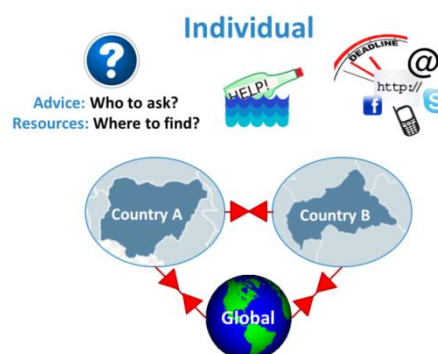 Individual
?
Advice: Who to ask?
Resources: Where to find?
HELP!
DEADLINE
@
http://
f
S
Country A
Country B
Global